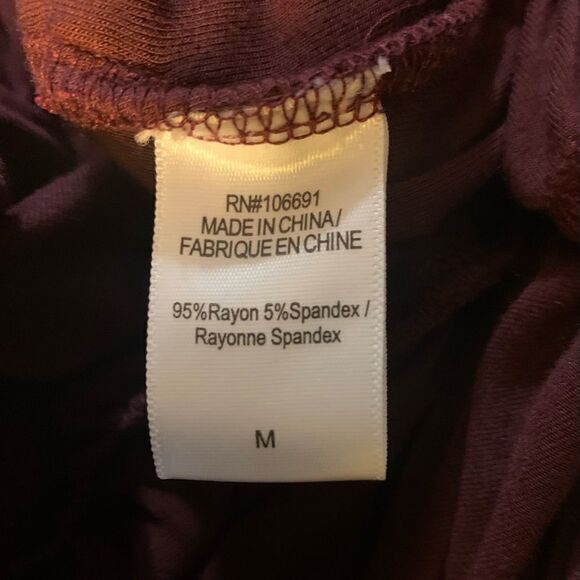 RN#106691
MADE IN CHINA/
FABRIQUE EN CHINE
95%Rayon 5%Spandex /
Rayonne Spandex
M